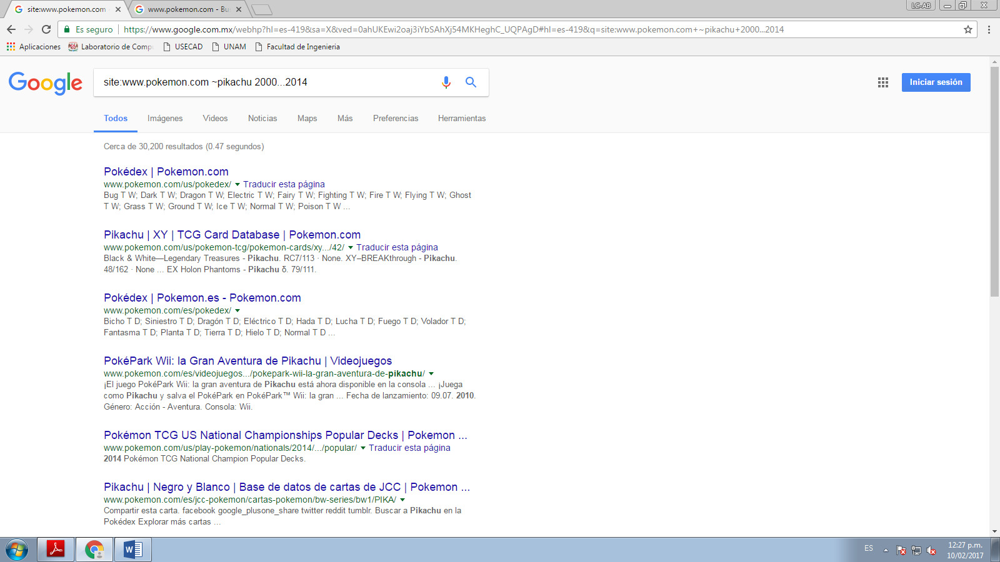 site:www.pokemon.com
www.pokemon.com - Bu
LC-AB
Es seguro
https://www.google.com.mx/webhp?hl=es-419&sa=X&ved=0ahUKEwi2oaj3iYbSAhXj54MKHeghC_UQPAgD#hl=es-419&q=site:www.pokemon.com+~pikachu+2000...2014
Aplicaciones
Laboratorio de Compu
USECAD
UNAM
Facultad de Ingenieria
Google
site:www.pokemon.com ~pikachu 2000...2014
Iniciar sesión
Todos
Imágenes
Videos
Noticias
Maps
Más
Preferencias
Herramientas
Cerca de 30,200 resultados (0.47 segundos)
Pokédex | Pokemon.com
www.pokemon.com/us/pokedex/ Traducir esta página
Bug T W; Dark T W; Dragon T W; Electric T W; Fairy T W; Fighting T W; Fire T W; Flying T W; Ghost
T W; Grass T W; Ground T W; Ice T W; Normal T W; Poison T W ...
Pikachu | XY | TCG Card Database | Pokemon.com
www.pokemon.com/us/pokemon-tcg/pokemon-cards/xy.../42/ Traducir esta página
Black & White—Legendary Treasures - Pikachu. RC7/113 · None. XY–BREAKthrough - Pikachu.
48/162 · None ... EX Holon Phantoms - Pikachu δ. 79/111.
Pokédex | Pokemon.es - Pokemon.com
www.pokemon.com/es/pokedex/
Bicho T D; Siniestro T D; Dragón T D; Eléctrico T D; Hada T D; Lucha T D; Fuego T D; Volador T D;
Fantasma T D; Planta T D; Tierra T D; Hielo T D; Normal T D ...
PokéPark Wii: la Gran Aventura de Pikachu | Videojuegos
www.pokemon.com/es/videojuegos.../pokepark-wii-la-gran-aventura-de-pikachu/
¡El juego PokéPark Wii: la gran aventura de Pikachu está ahora disponible en la consola ... ¡Juega
como Pikachu y salva el PokéPark en PokéPark™ Wii: la gran ... Fecha de lanzamiento: 09.07. 2010.
Género: Acción - Aventura. Consola: Wii.
Pokémon TCG US National Championships Popular Decks | Pokemon ...
www.pokemon.com/us/play-pokemon/nationals/2014/.../popular/ Traducir esta página
2014 Pokémon TCG National Champion Popular Decks.
Pikachu | Negro y Blanco | Base de datos de cartas de JCC | Pokemon ...
www.pokemon.com/es/jcc-pokemon/cartas-pokemon/bw-series/bw1/PIKA/
Compartir esta carta. facebook google_plusone_share twitter reddit tumblr. Buscar a Pikachu en la
Pokédex Explorar más cartas ...
ES
12:27 p.m.
10/02/2017